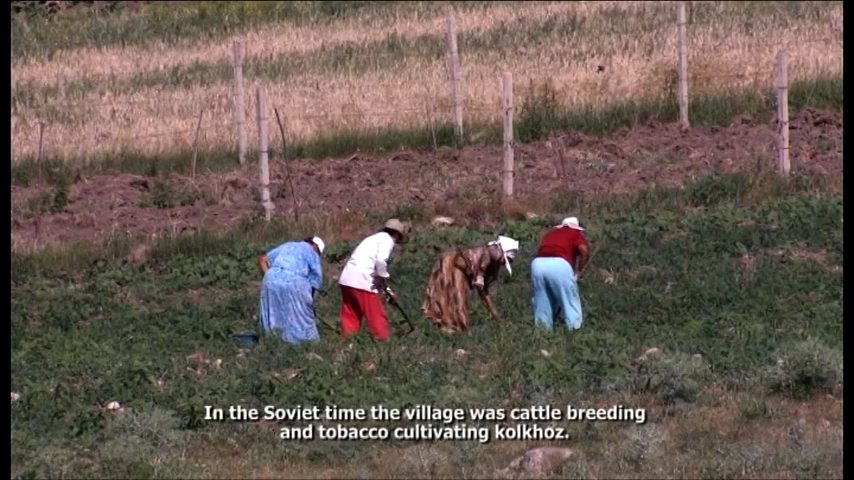 In the Soviet time the village was cattle breeding
and tobacco cultivating kolkhoz.